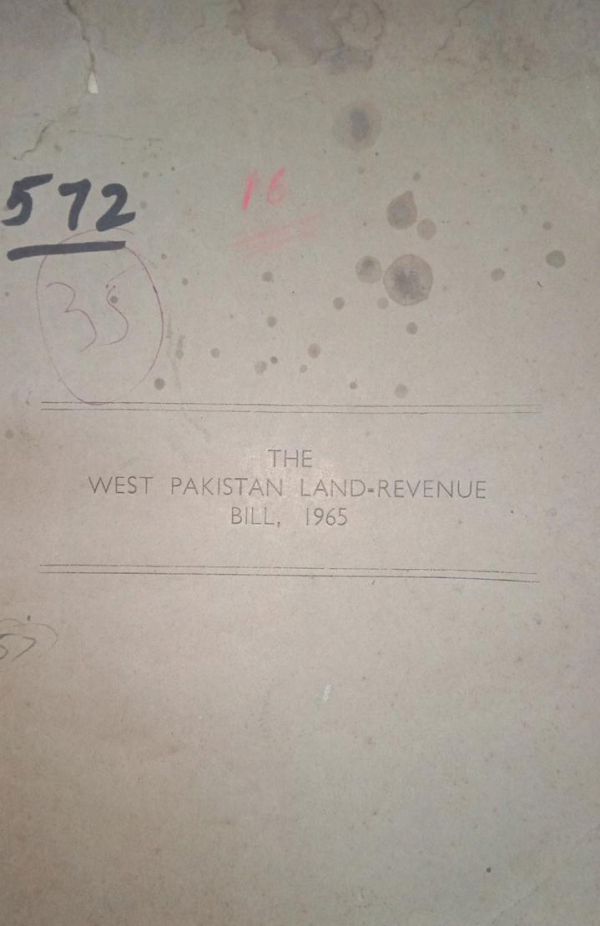 572
16
35
THE
WEST PAKISTAN LAND-REVENUE
BILL, 1965